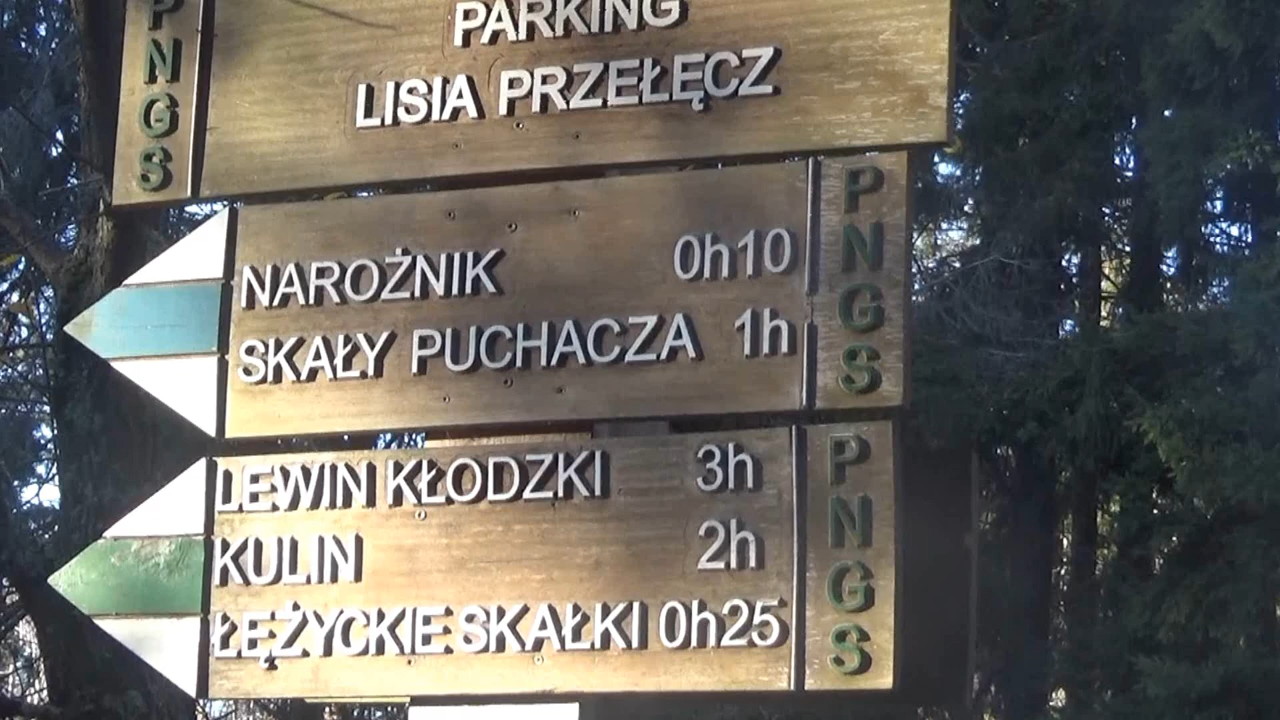 PNGS
PARKING
LISIA PRZEŁĘCZ
NAROŻNIK 0h10
SKAŁY PUCHACZA 1h
PNGS
LEWIN KŁODZKI 3h
KULIN 2h
ŁĘŻYCKIE SKAŁKI 0h25
PNGS